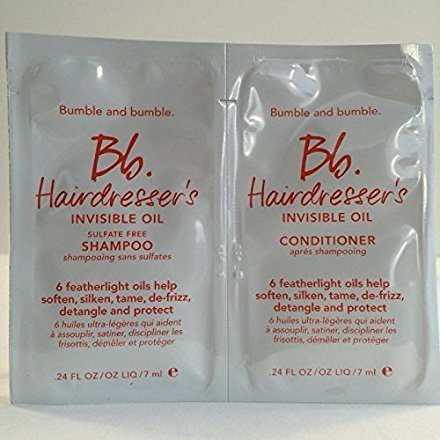 Bumble and bumble.
Bb.
Hairdresser's
INVISIBLE OIL
SULFATE FREE
SHAMPOO
shampooing sans sulfates
6 featherlight oils help
soften, silken, tame, de-frizz,
detangle and protect
6 huiles ultra-légères qui aident
à assouplir, satiner, discipliner les
frisottis, démêler et protéger
.24 FL OZ/OZ LIQ/7 ml e
Bumble and bumble.
Bb.
Hairdresser's
INVISIBLE OIL
CONDITIONER
après shampooing
6 featherlight oils help
soften, silken, tame, de-frizz,
detangle and protect
6 huiles ultra-légères qui aident
à assouplir, satiner, discipliner les
frisottis, démêler et protéger
.24 FL OZ/OZ LIQ/7 ml e